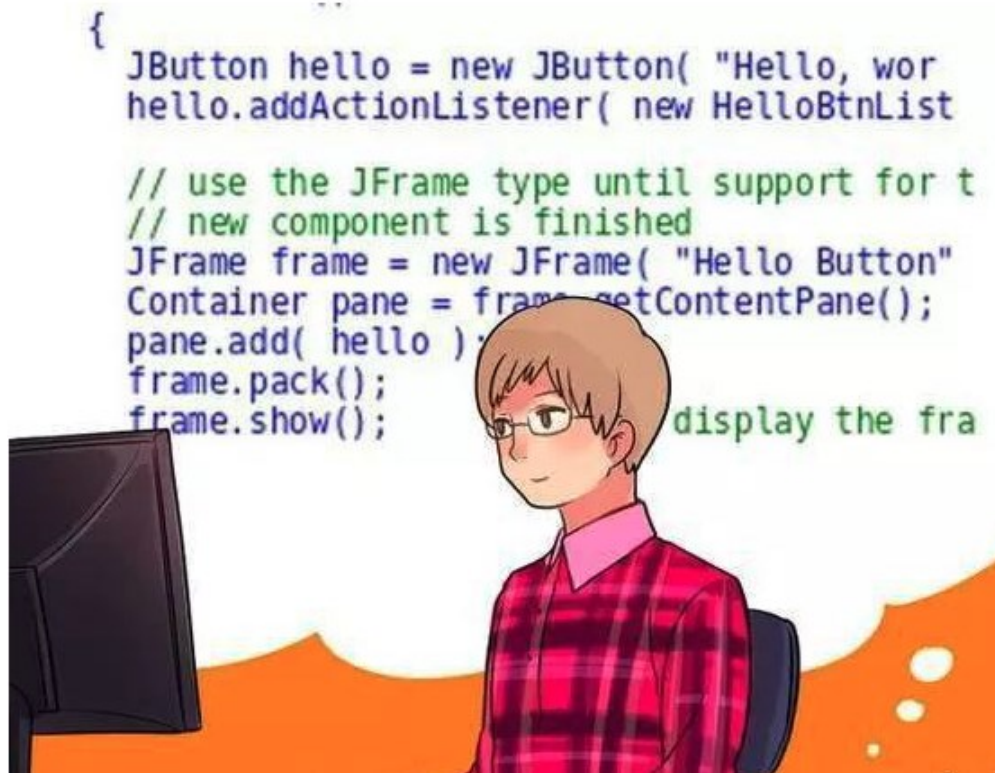 {
JButton hello = new JButton( "Hello, wor
hello.addActionListener( new HelloBtnList
// use the JFrame type until support for t
// new component is finished
JFrame frame = new JFrame( "Hello Button"
Container pane = frame.getContentPane();
pane.add( hello );
frame.pack();
frame.show(); display the fra